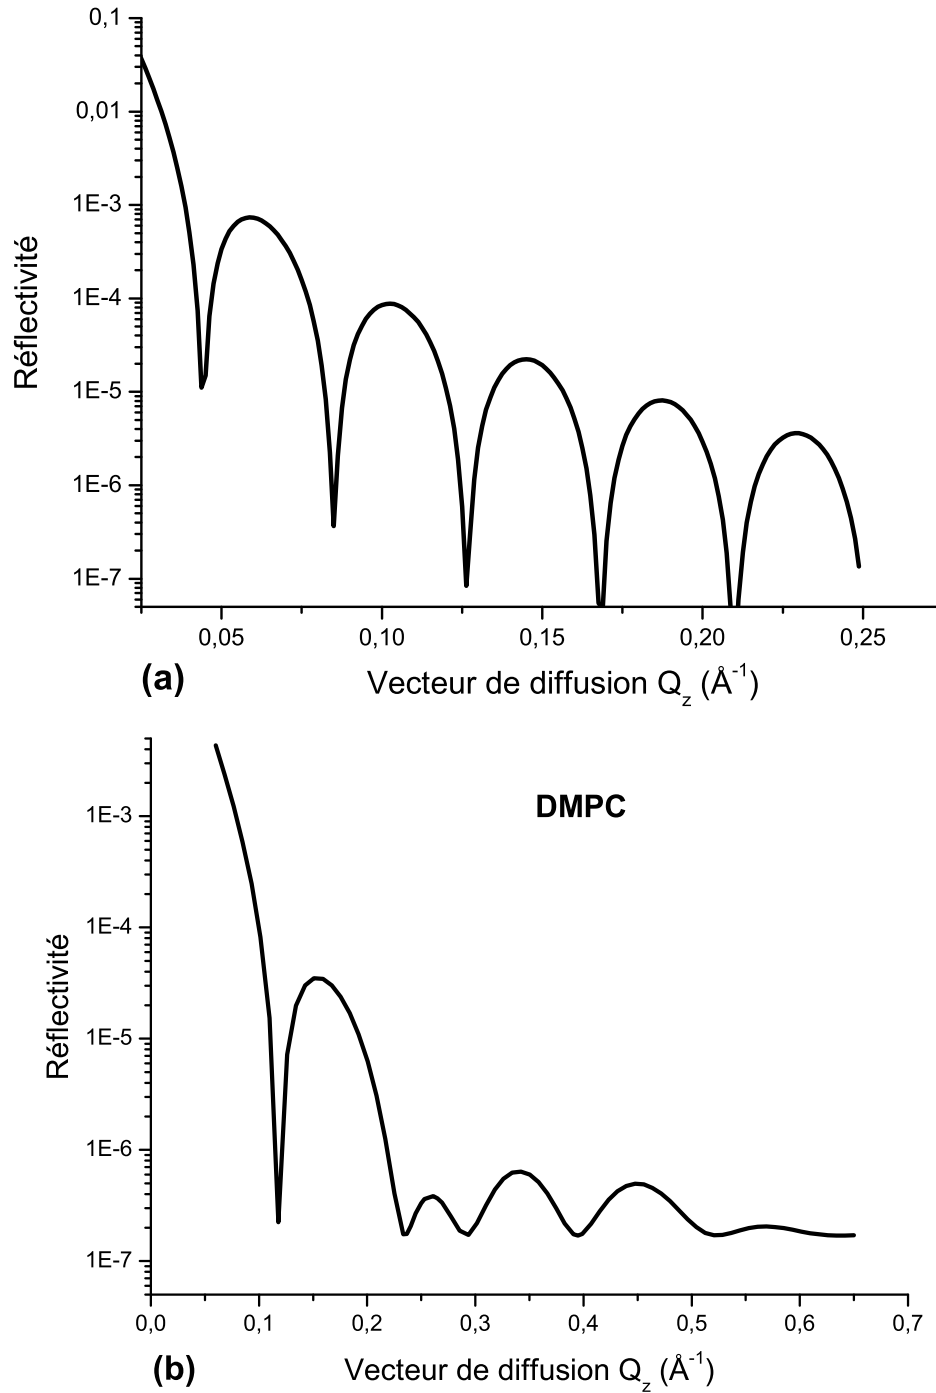 0,1
0,01
1E-3
1E-4
1E-5
1E-6
1E-7
Réflectivité
0,05 0,10 0,15 0,20 0,25
(a)
Vecteur de diffusion Qz (Å-1)
DMPC
1E-3
1E-4
1E-5
1E-6
1E-7
Réflectivité
0,0 0,1 0,2 0,3 0,4 0,5 0,6 0,7
(b)
Vecteur de diffusion Qz (Å-1)